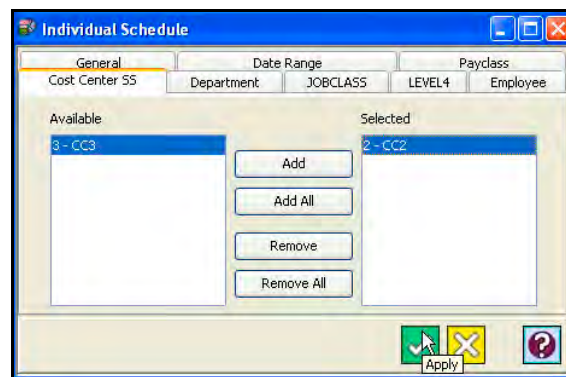 Individual Schedule
General Date Range Payclass
Cost Center SS Department JOBCLASS LEVEL4 Employee
Available Selected
3 - CC3 2 - CC2
Add
Add All
Remove
Remove All
Apply